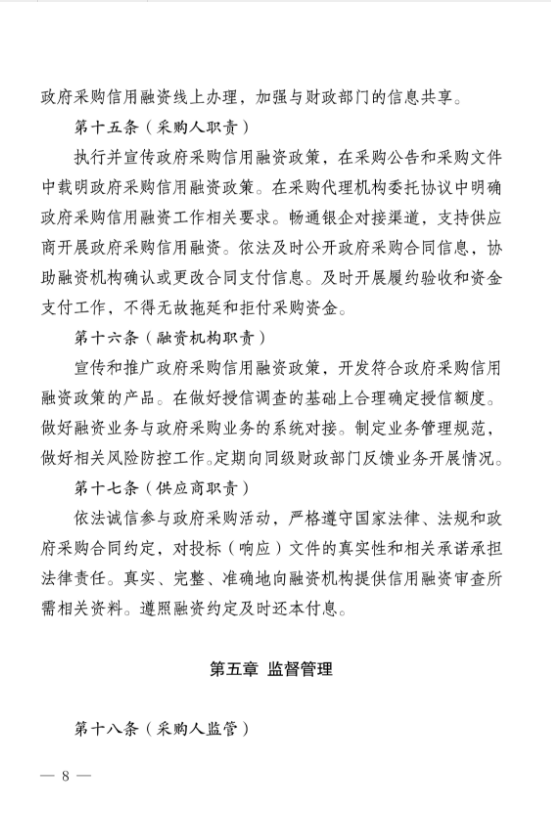 政府采购信用融资线上办理，加强与财政部门的信息共享。
第十五条（采购人职责）
执行并宣传政府采购信用融资政策，在采购公告和采购文件
中载明政府采购信用融资政策。在采购代理机构委托协议中明确
政府采购信用融资工作相关要求。畅通银企对接渠道，支持供应
商开展政府采购信用融资。依法及时公开政府采购合同信息，协
助融资机构确认或更改合同支付信息。及时开展履约验收和资金
支付工作，不得无故拖延和拒付采购资金。
第十六条（融资机构职责）
宣传和推广政府采购信用融资政策，开发符合政府采购信用
融资政策的产品。在做好授信调查的基础上合理确定授信额度。
做好融资业务与政府采购业务的系统对接。制定业务管理规范，
做好相关风险防控工作。定期向同级财政部门反馈业务开展情况。
第十七条（供应商职责）
依法诚信参与政府采购活动，严格遵守国家法律、法规和政
府采购合同约定，对投标（响应）文件的真实性和相关承诺承担
法律责任。真实、完整、准确地向融资机构提供信用融资审查所
需相关资料。遵照融资约定及时还本付息。
第五章 监督管理
第十八条（采购人监管）
— 8 —